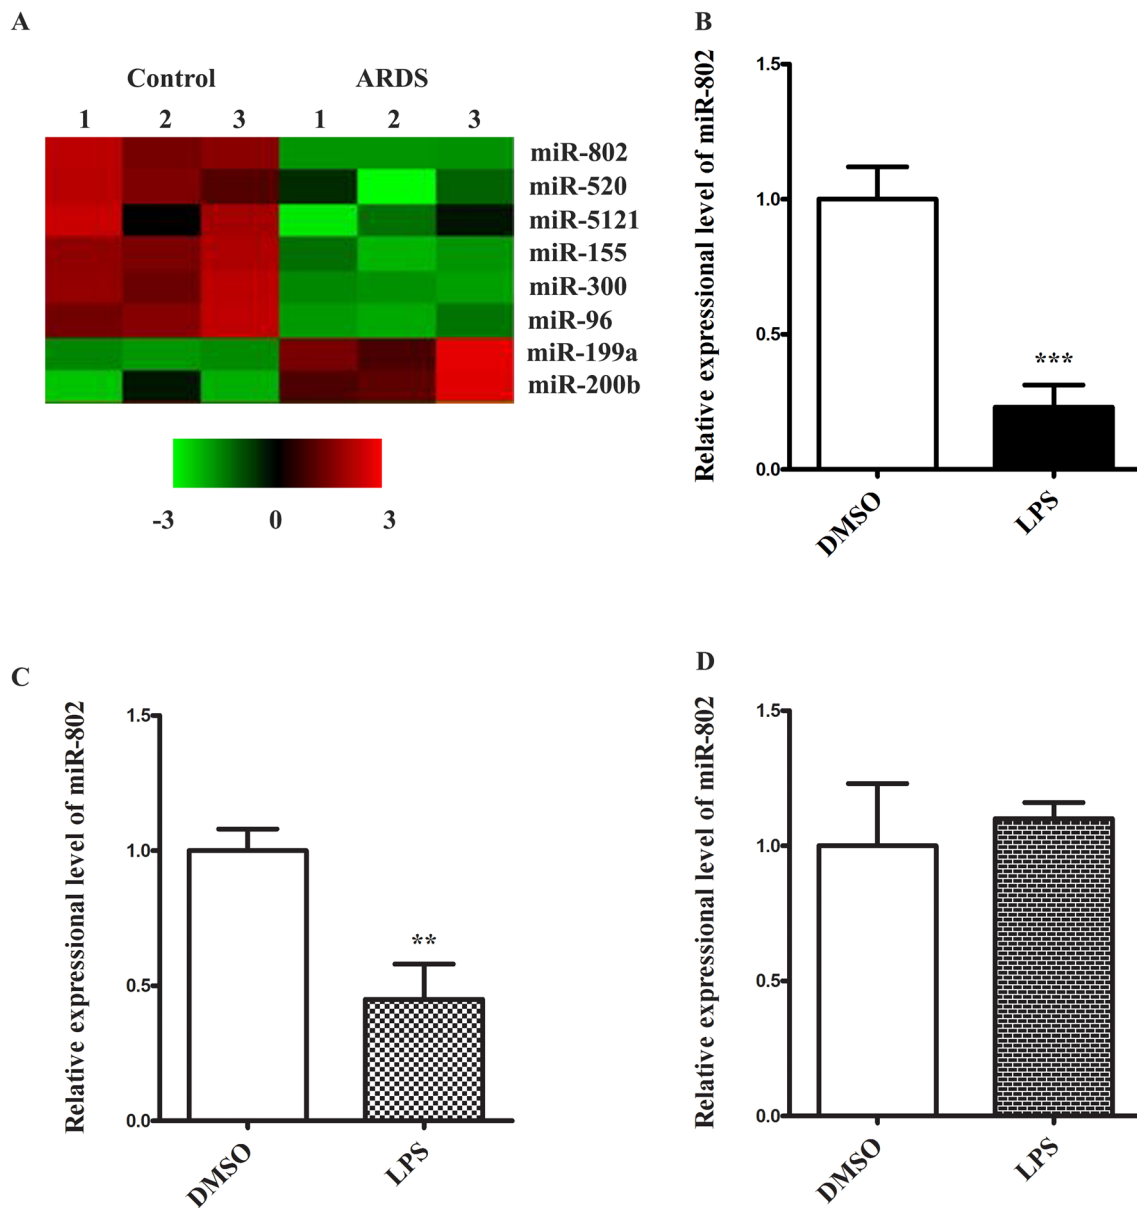 A
Control ARDS
1 2 3 1 2 3
miR-802
miR-520
miR-5121
miR-155
miR-300
miR-96
miR-199a
miR-200b
-3 0 3
B
Relative expressional level of miR-802
1.5
1.0
0.5
0.0
***
DMSO
LPS
C
Relative expressional level of miR-802
1.5
1.0
0.5
0.0
**
DMSO
LPS
D
Relative expressional level of miR-802
1.5
1.0
0.5
0.0
DMSO
LPS